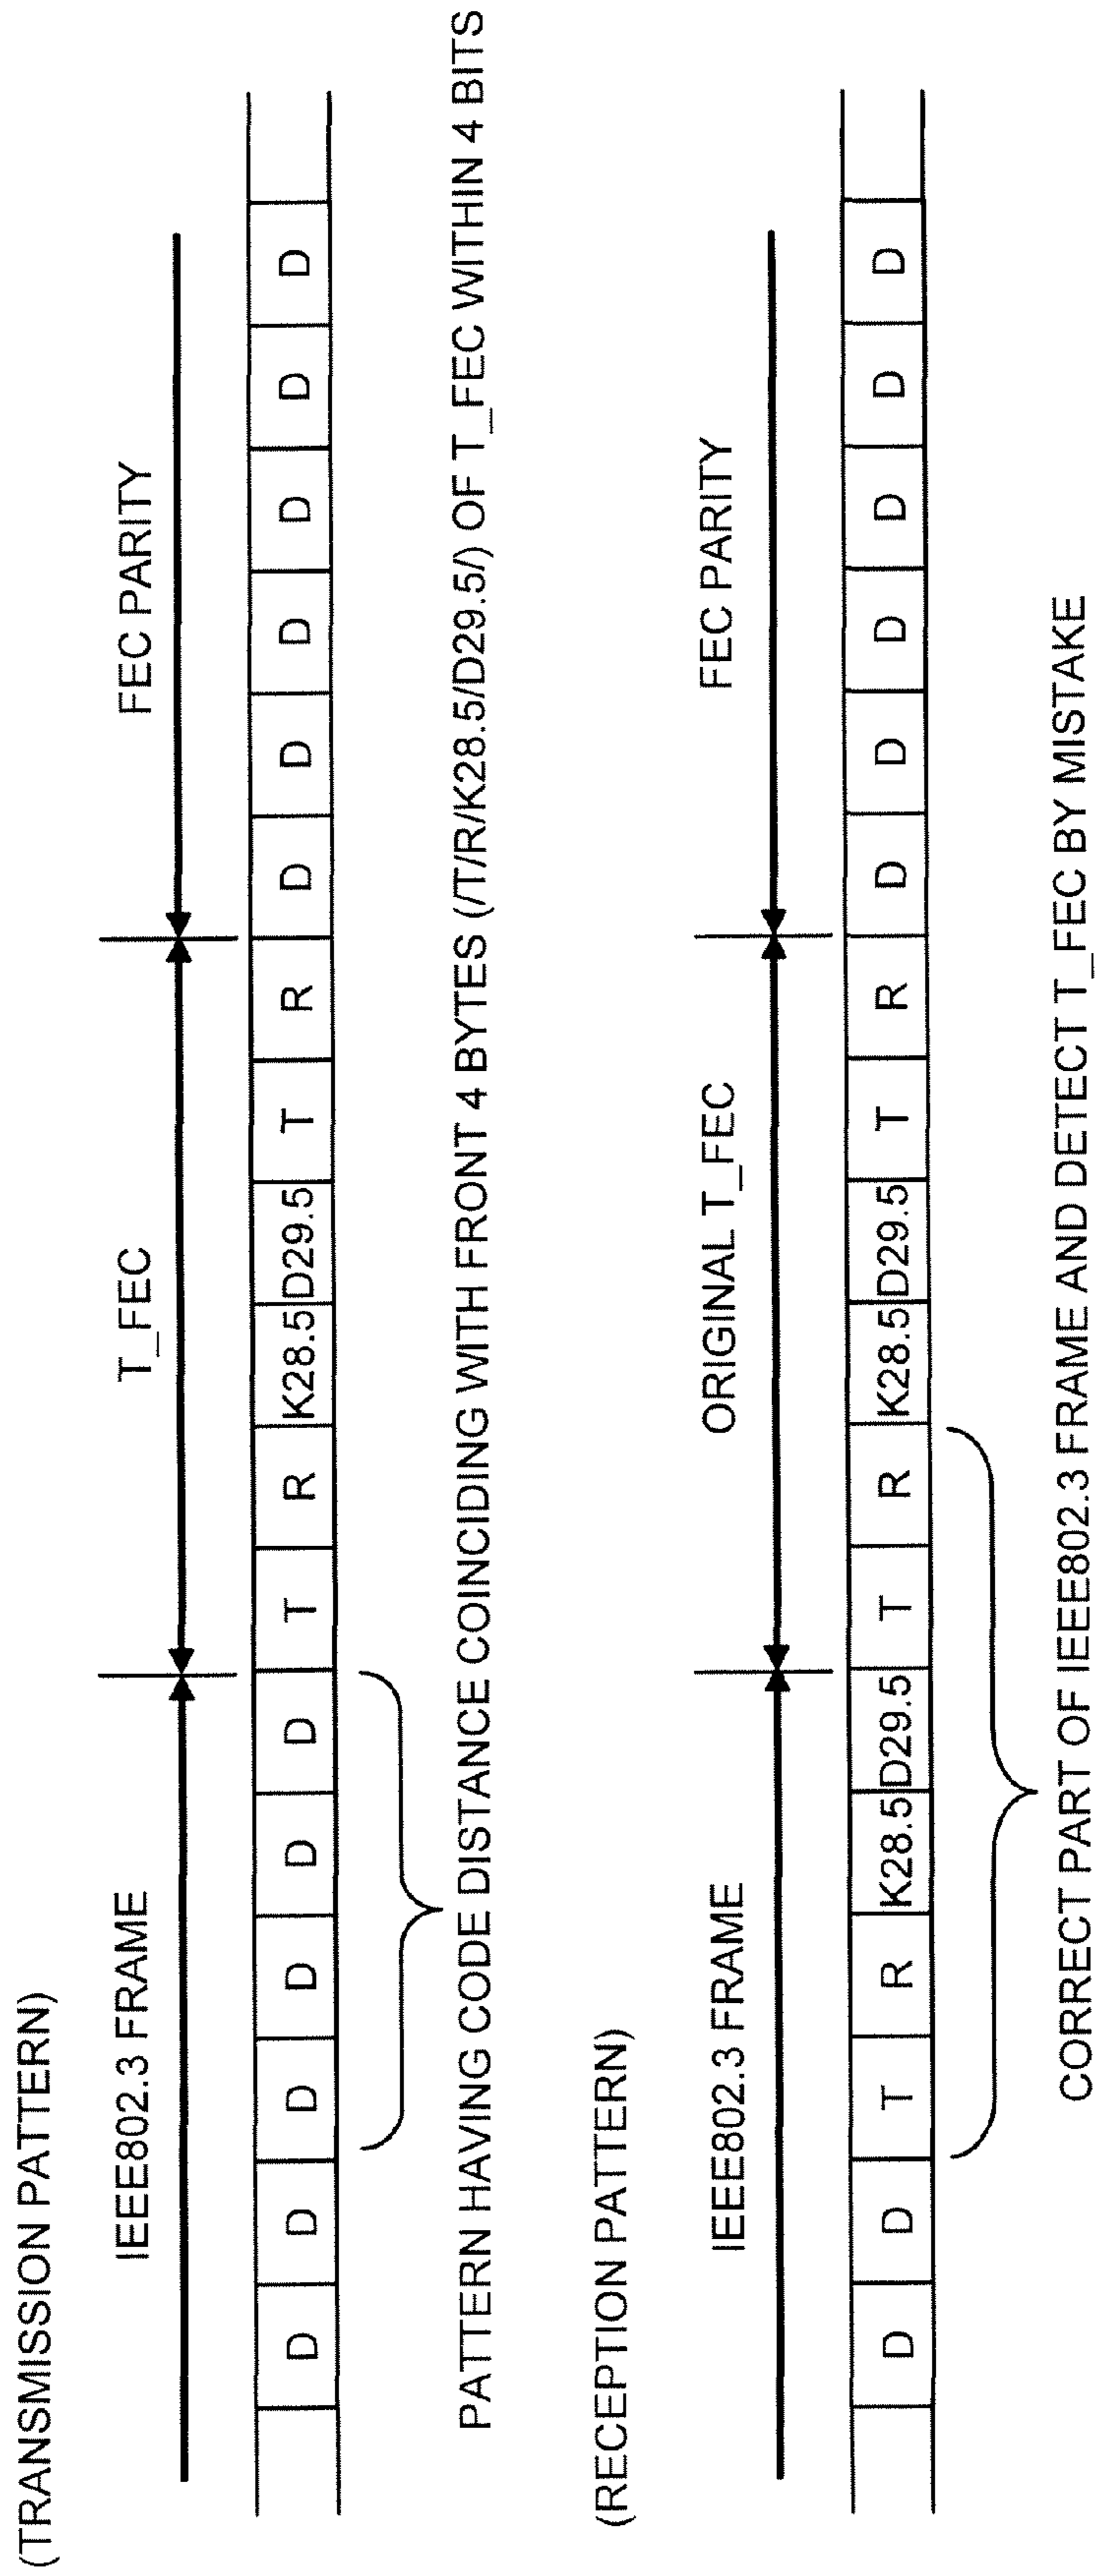 (TRANSMISSION PATTERN)
IEEE802.3 FRAME T_FEC FEC PARITY
D D D D D D T R K28.5 D29.5 T R D D D D D D
PATTERN HAVING CODE DISTANCE COINCIDING WITH FRONT 4 BYTES (/T/R/K28.5/D29.5/) OF T_FEC WITHIN 4 BITS
(RECEPTION PATTERN)
IEEE802.3 FRAME ORIGINAL T_FEC FEC PARITY
D D T R K28.5 D29.5 T R K28.5 D29.5 T R D D D D D D
CORRECT PART OF IEEE802.3 FRAME AND DETECT T_FEC BY MISTAKE